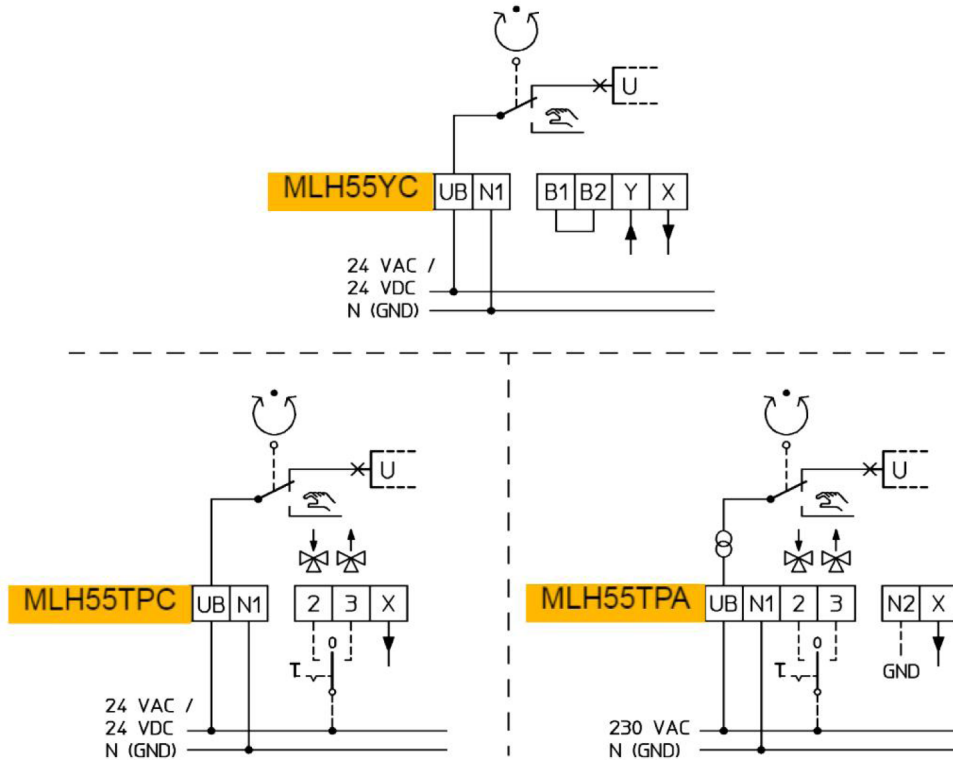 U
MLH55YC UB N1 B1 B2 Y X
24 VAC /
24 VDC
N (GND)
U
MLH55TPC UB N1 2 3 X
0
24 VAC /
24 VDC
N (GND)
U
MLH55TPA UB N1 2 3 N2 X
0
GND
230 VAC
N (GND)